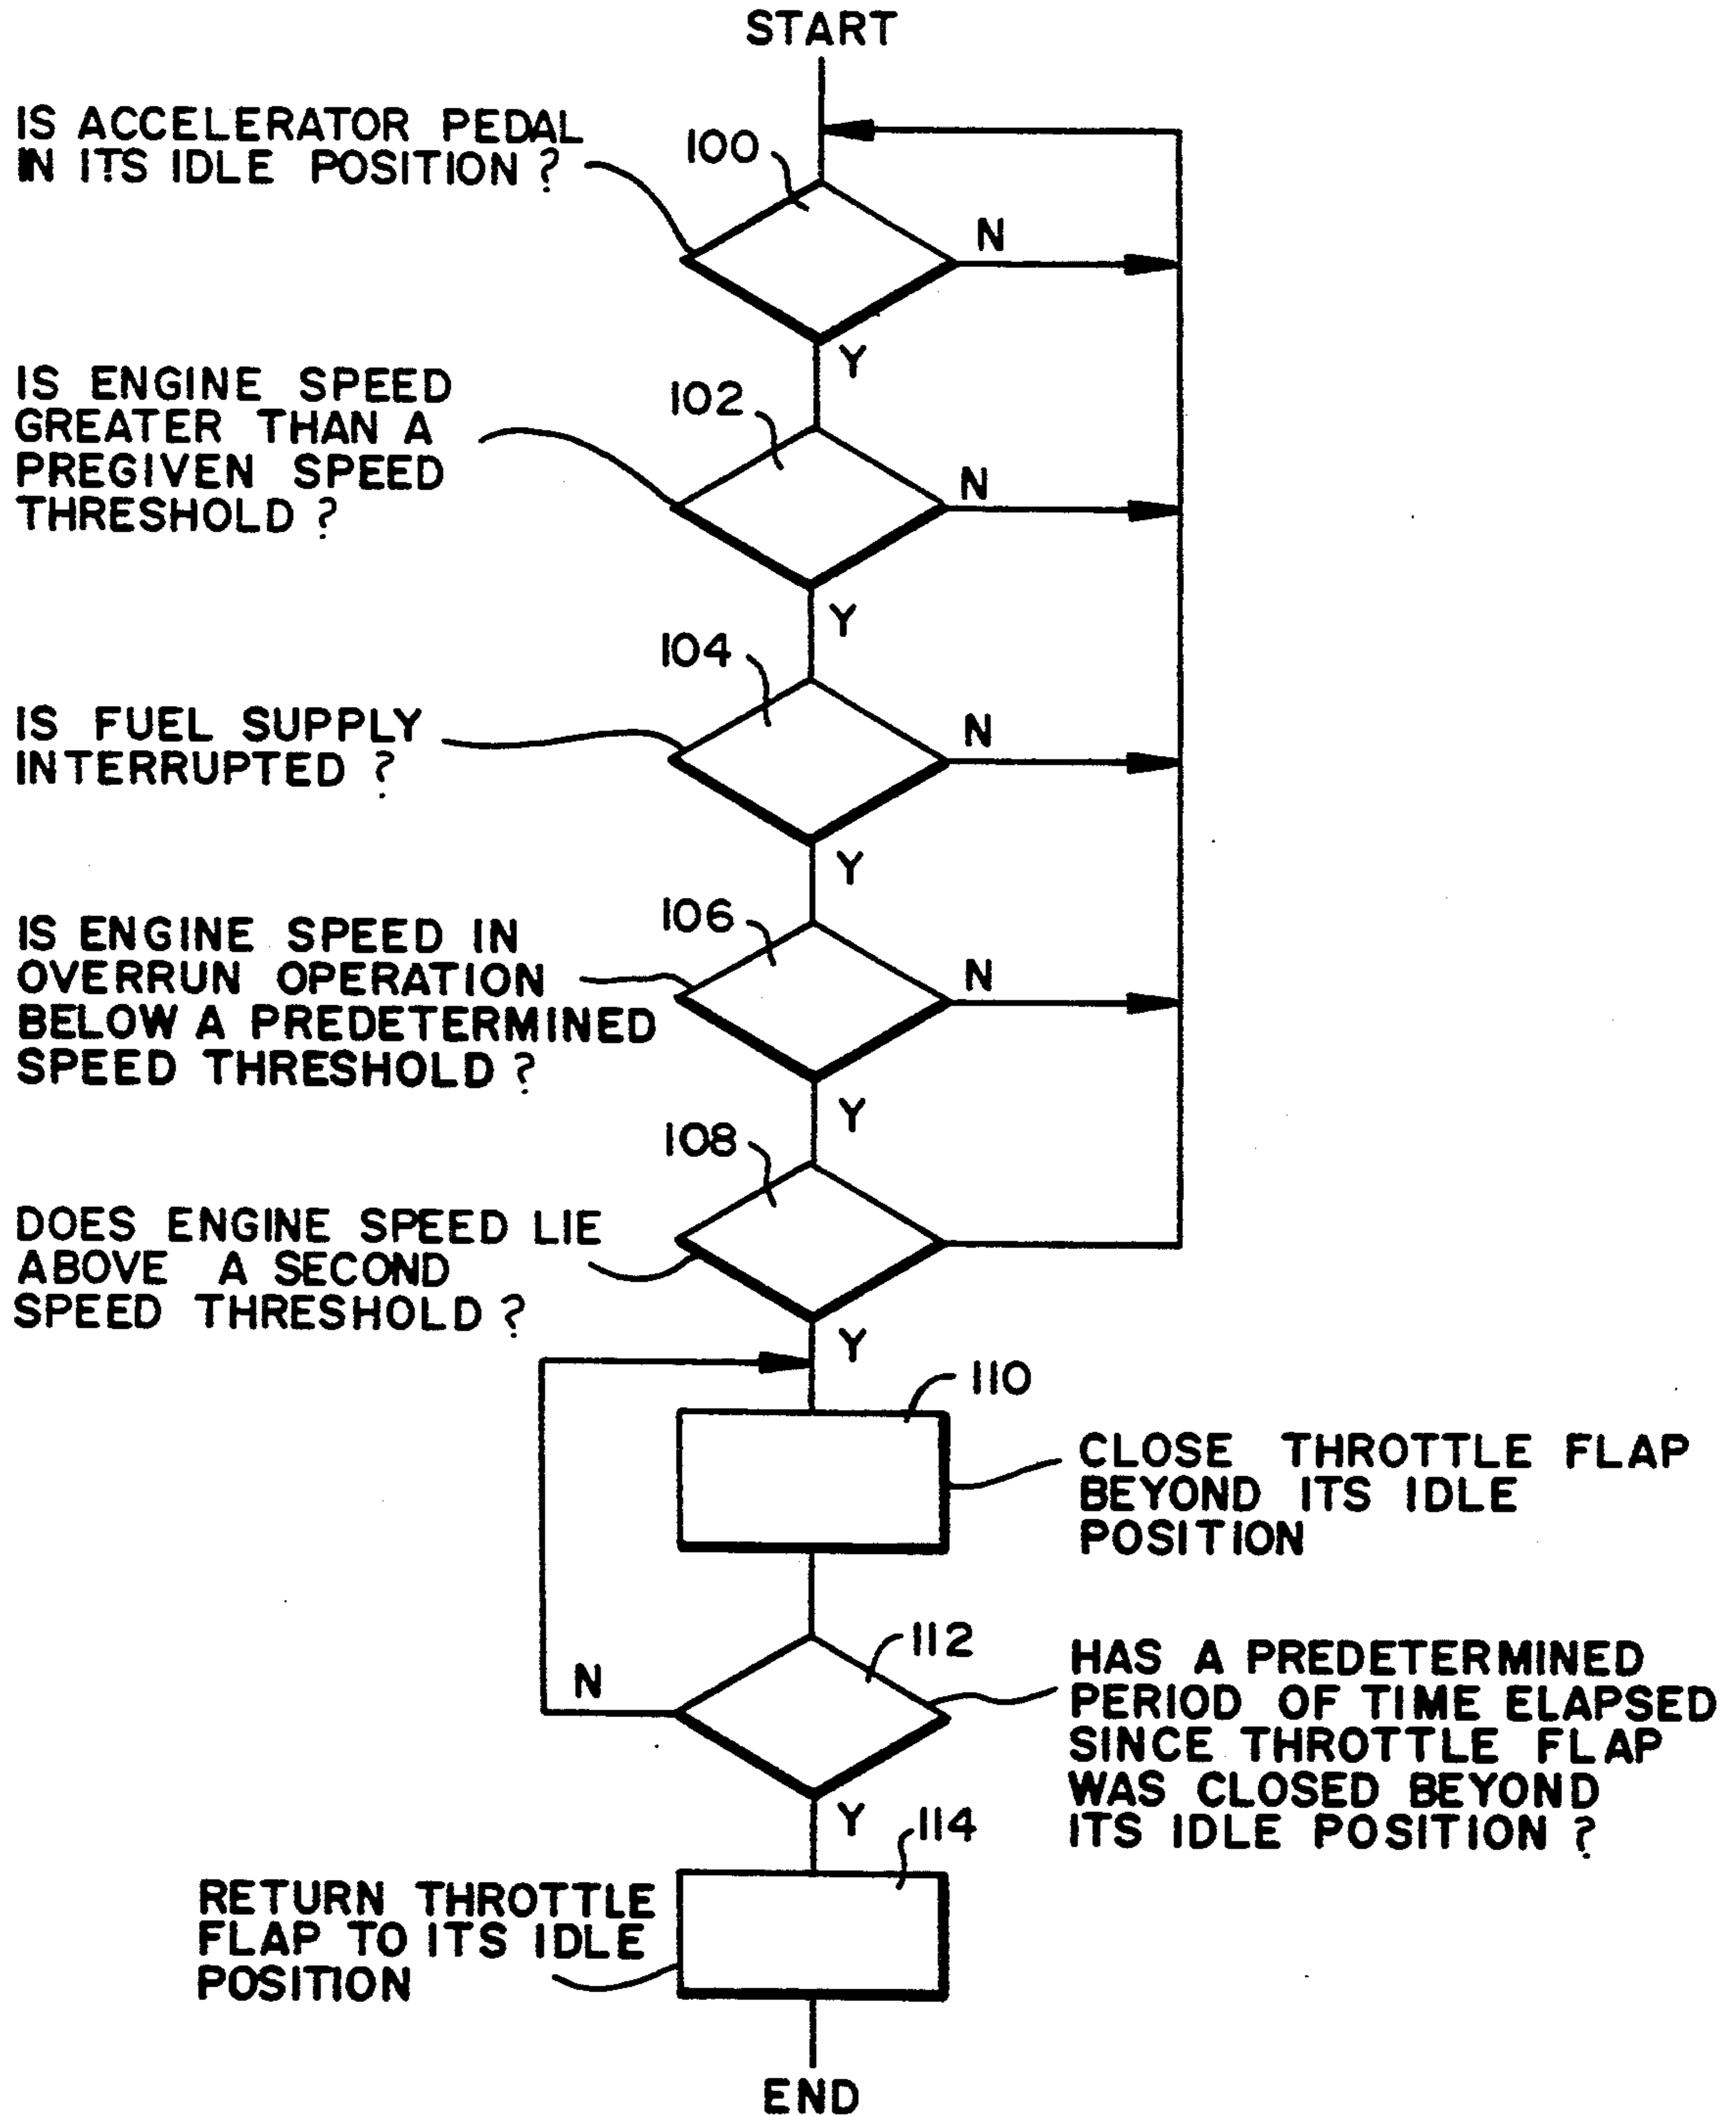 START
IS ACCELERATOR PEDAL
IN ITS IDLE POSITION ?
100
N
Y
IS ENGINE SPEED
GREATER THAN A
PREGIVEN SPEED
THRESHOLD ?
102
N
Y
104
IS FUEL SUPPLY
INTERRUPTED ?
N
Y
106
IS ENGINE SPEED IN
OVERRUN OPERATION
BELOW A PREDETERMINED
SPEED THRESHOLD ?
N
Y
108
DOES ENGINE SPEED LIE
ABOVE A SECOND
SPEED THRESHOLD ?
Y
110
CLOSE THROTTLE FLAP
BEYOND ITS IDLE
POSITION
112
N
HAS A PREDETERMINED
PERIOD OF TIME ELAPSED
SINCE THROTTLE FLAP
WAS CLOSED BEYOND
ITS IDLE POSITION ?
Y
114
RETURN THROTTLE
FLAP TO ITS IDLE
POSITION
END